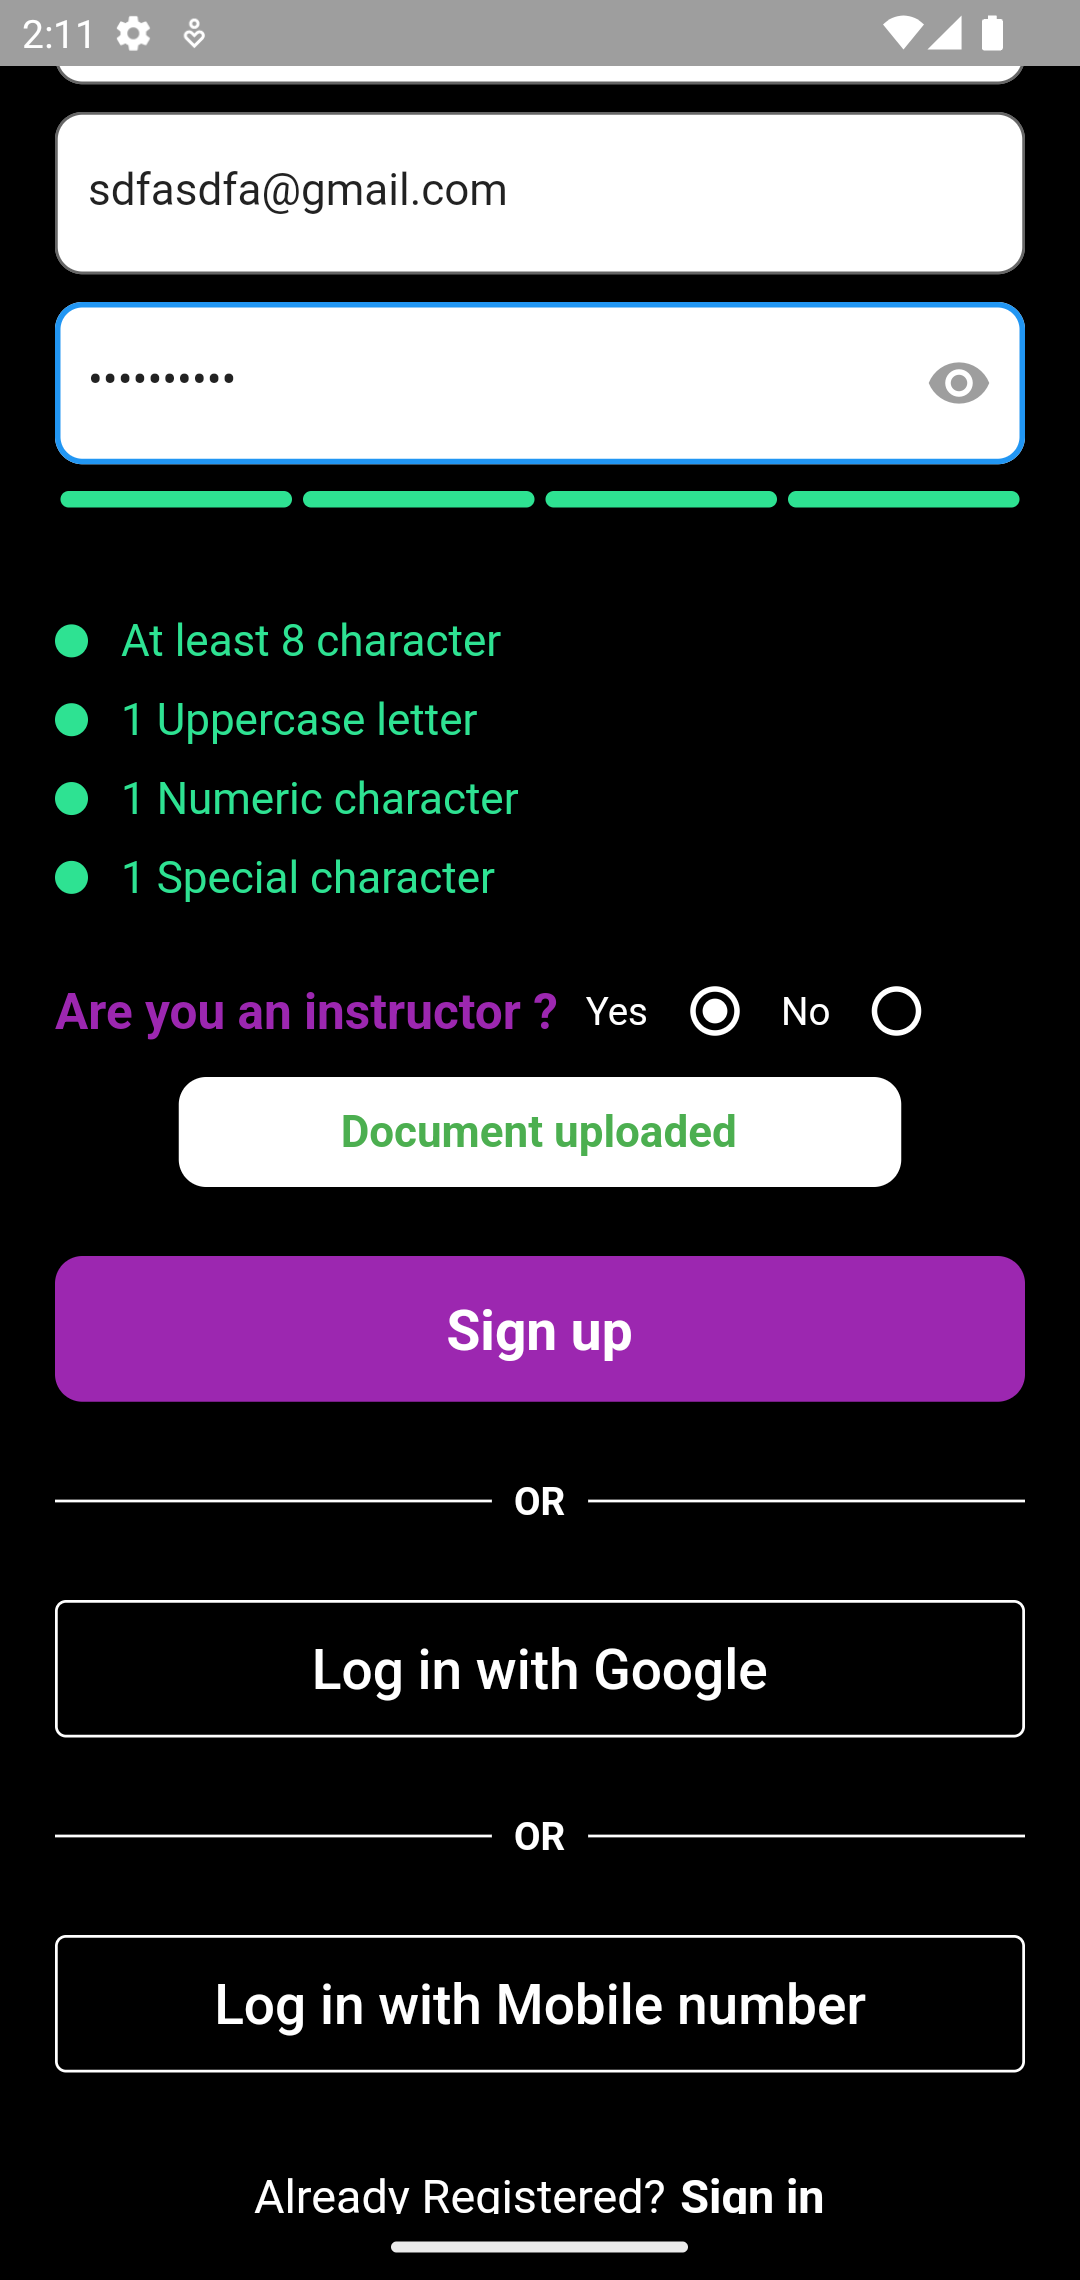 2:11
sdfasdfa@gmail.com
••••••••••
At least 8 character
1 Uppercase letter
1 Numeric character
1 Special character
Are you an instructor ? Yes No
Document uploaded
Sign up
OR
Log in with Google
OR
Log in with Mobile number
Already Registered? Sign in